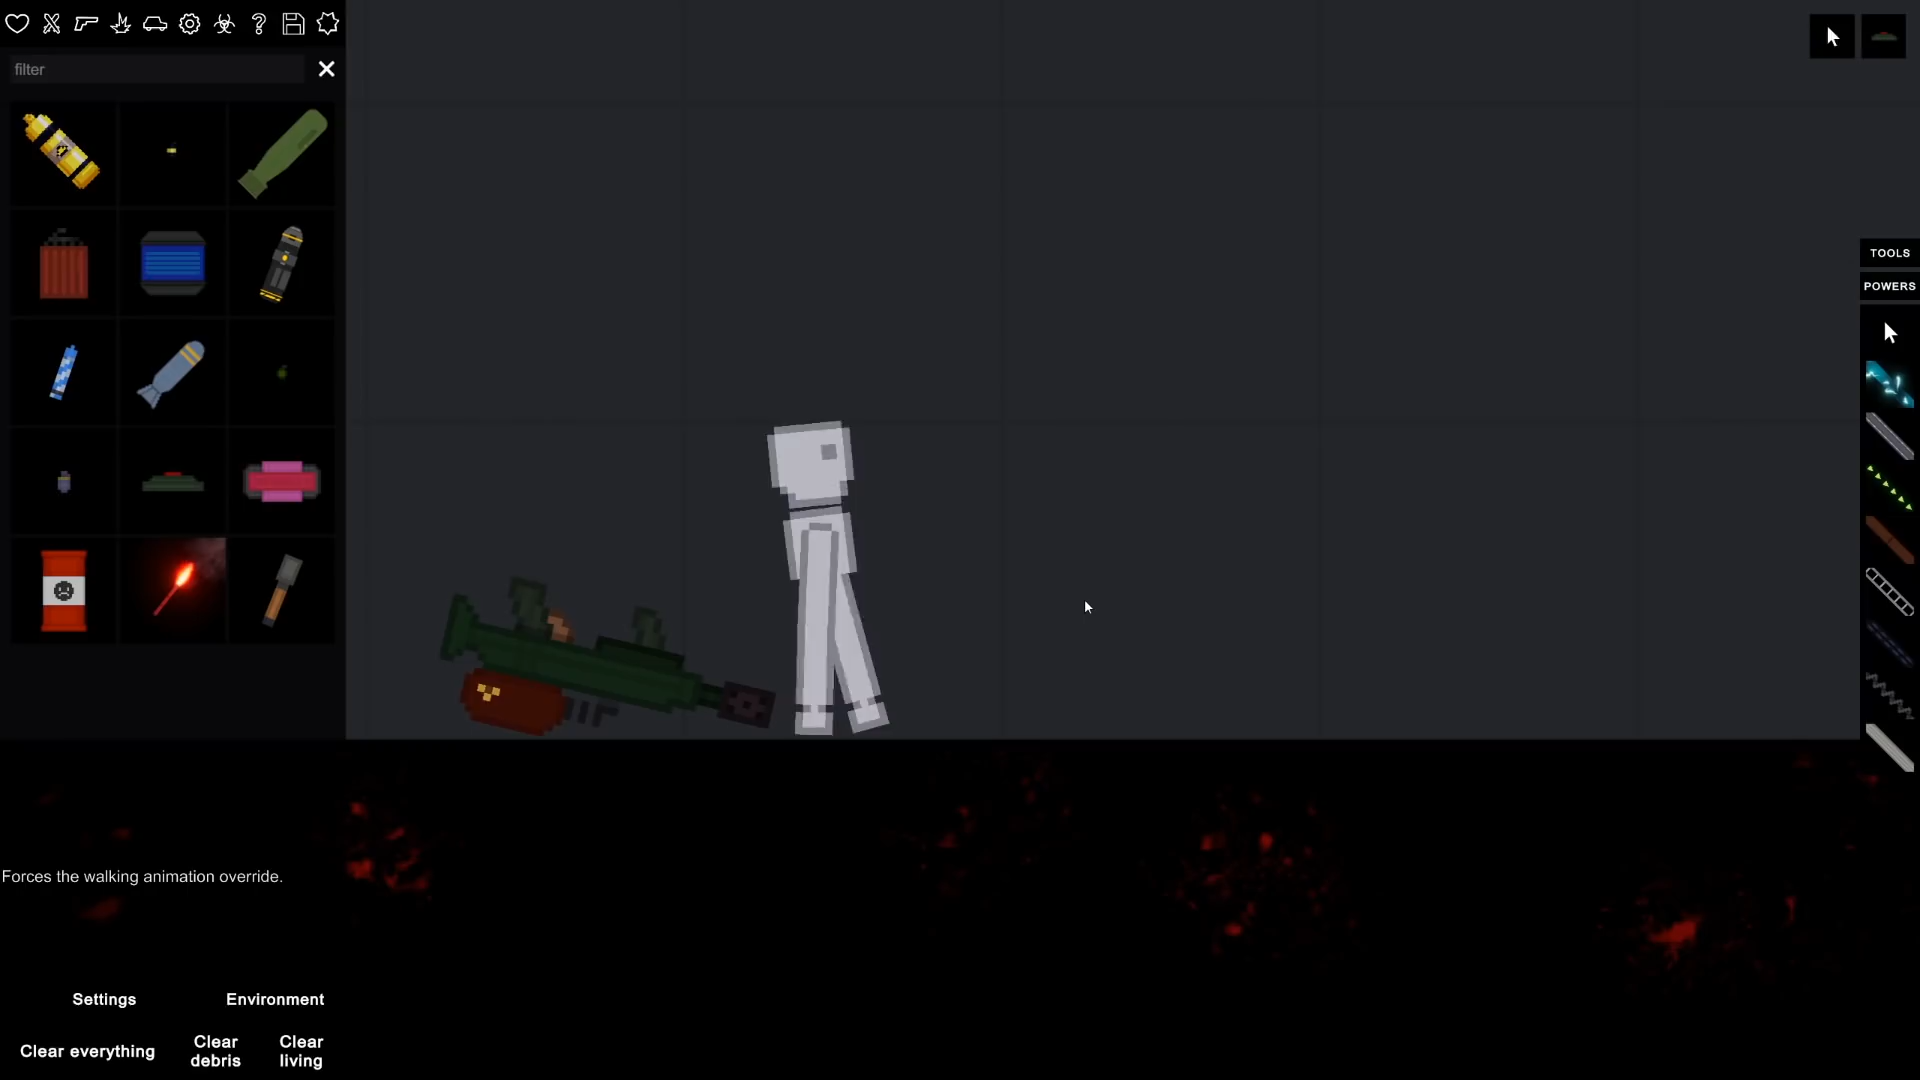 filter
TOOLS
POWERS
Forces the walking animation override.
Settings
Environment
Clear everything
Clear
debris
Clear
living